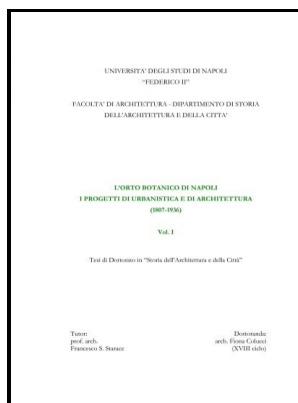 UNIVERSITA' DEGLI STUDI DI NAPOLI
"FEDERICO II"
FACOLTA' DI ARCHITETTURA - DIPARTIMENTO DI STORIA
DELL'ARCHITETTURA E DELLA CITTA'
L'ORTO BOTANICO DI NAPOLI
I PROGETTI DI URBANISTICA E DI ARCHITETTURA
(1807-1936)
Vol. I
Tesi di Dottorato in "Storia dell'Architettura e della Città"
Tutor: Dottoranda:
prof. arch. arch. Fiona Colucci
Francesco S. Starace (XVIII ciclo)